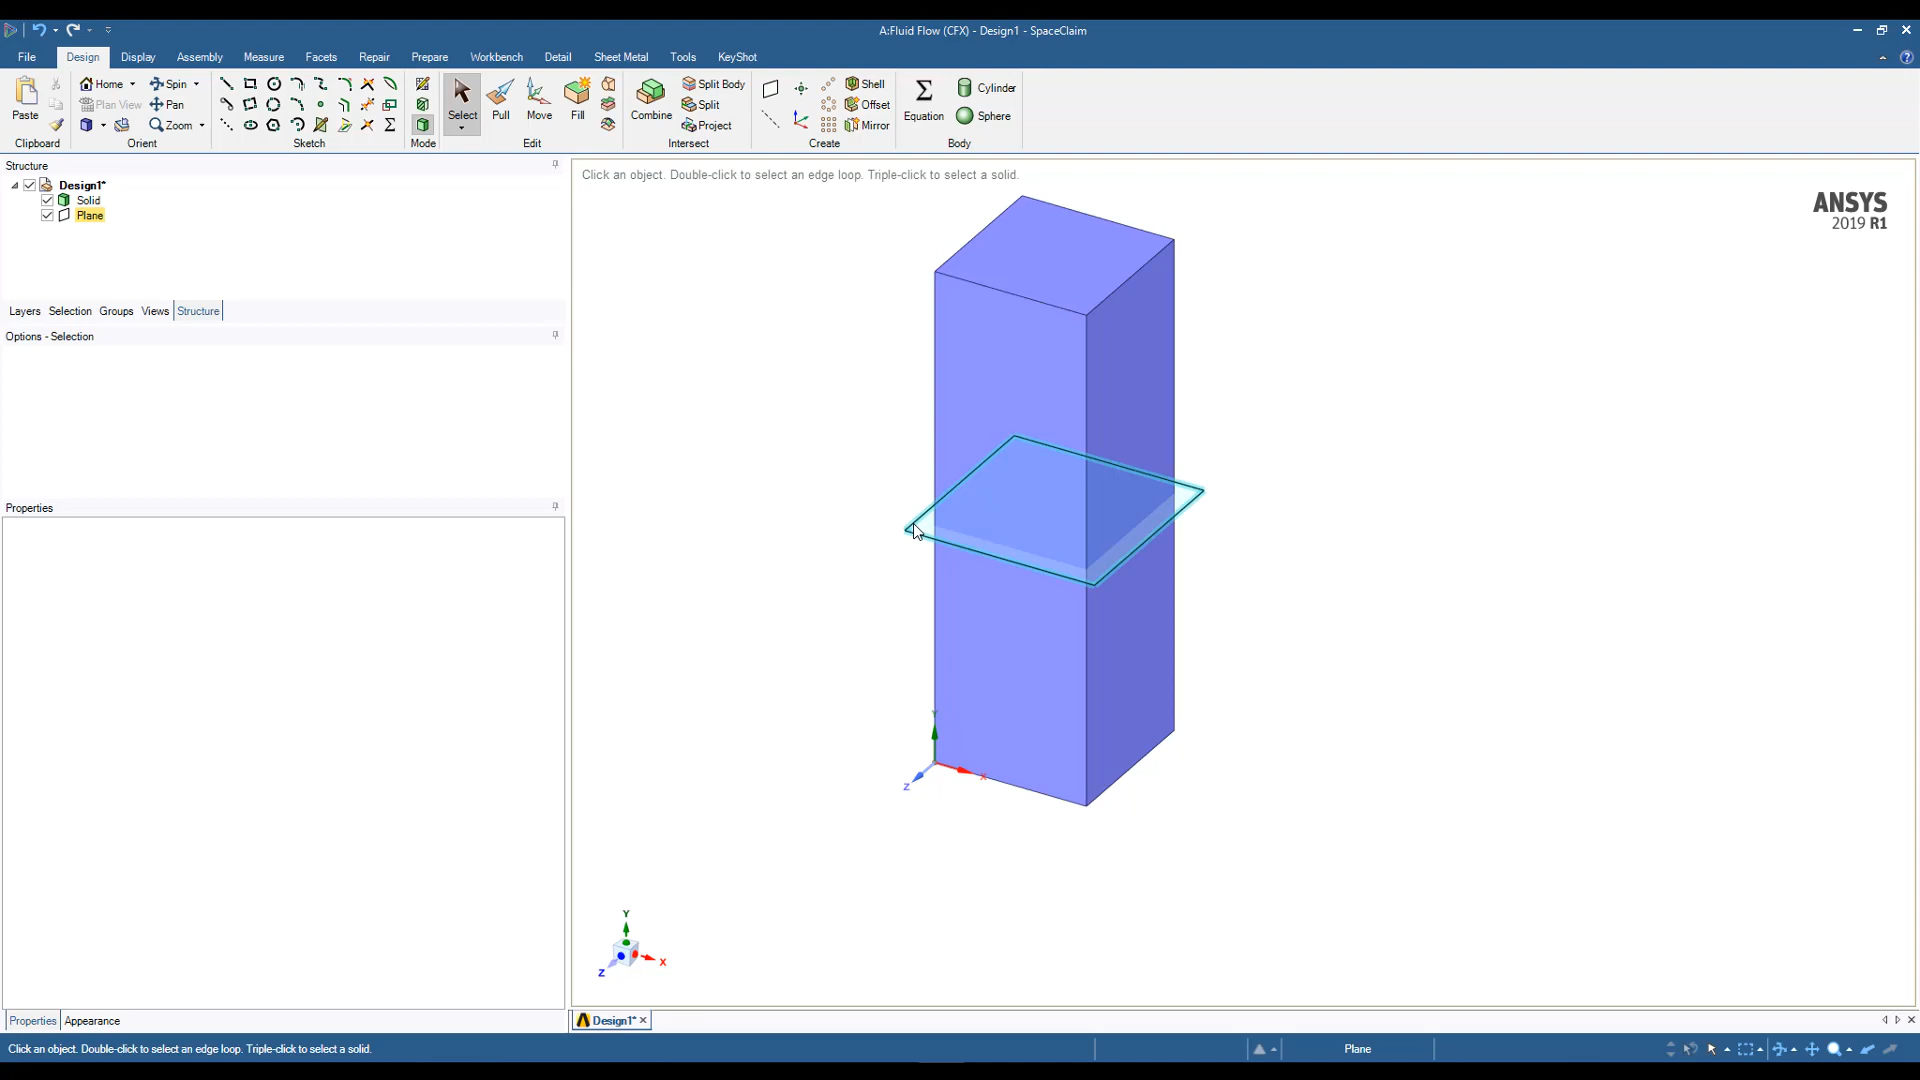 A:Fluid Flow (CFX) - Design1 - SpaceClaim
File Design Display Assembly Measure Facets Repair Prepare Workbench Detail Sheet Metal Tools KeyShot
Paste
Clipboard
Home Spin
Plan View Pan
Zoom
Orient
Sketch
Mode
Select Pull Move Fill
Edit
Combine
Split Body
Split
Project
Intersect
Shell
Offset
Mirror
Create
Equation
Cylinder
Sphere
Body
Structure
Design1*
Solid
Plane
Layers Selection Groups Views Structure
Options - Selection
Properties
Properties Appearance
Click an object. Double-click to select an edge loop. Triple-click to select a solid.
ANSYS
2019 R1
Y
X
Z
Y
X
Z
Design1*
Click an object. Double-click to select an edge loop. Triple-click to select a solid.
Plane